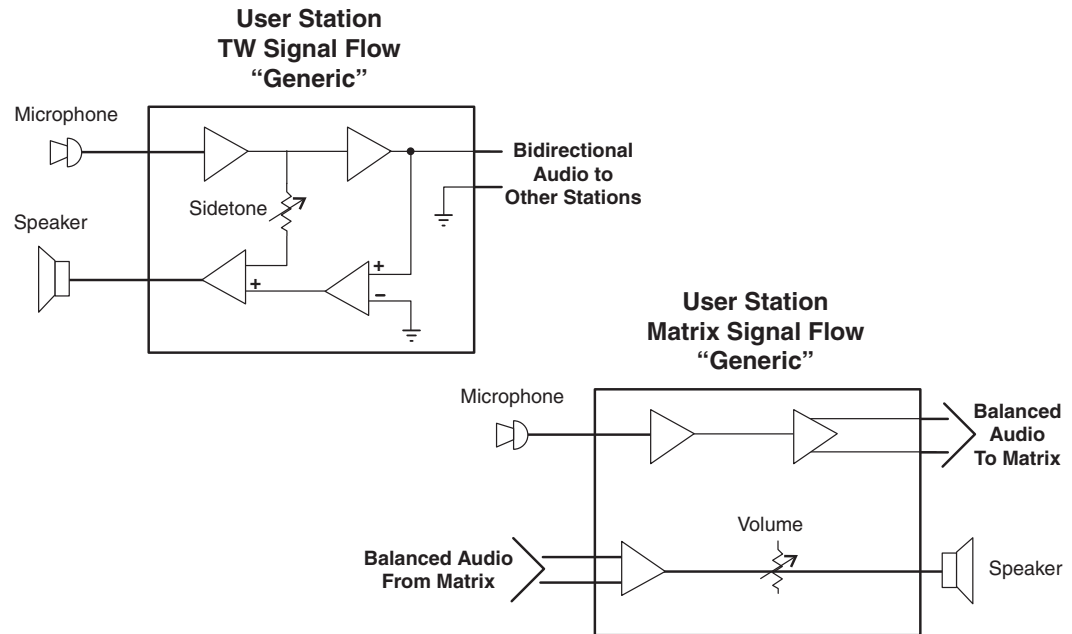 User Station
TW Signal Flow
“Generic”
Microphone
Bidirectional
Audio to
Other Stations
Sidetone
Speaker
+
+
–
User Station
Matrix Signal Flow
“Generic”
Microphone
Balanced
Audio
To Matrix
Volume
Balanced Audio
From Matrix
Speaker